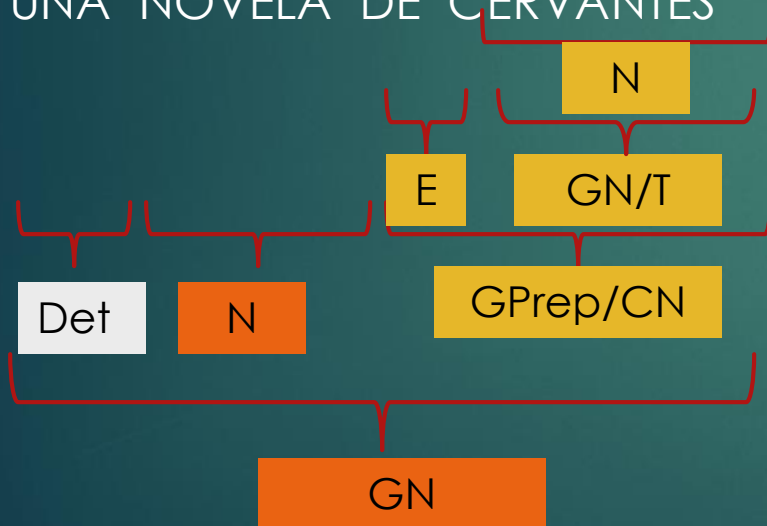 UNA NOVELA DE CERVANTES
N
E GN/T
Det N GPrep/CN
GN